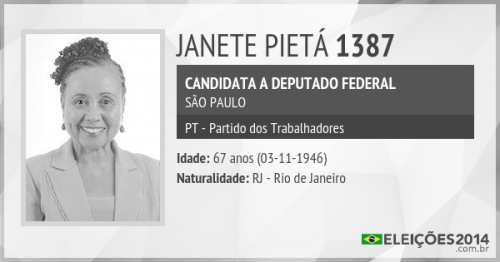 JANETE PIETÁ 1387
CANDIDATA A DEPUTADO FEDERAL
SÃO PAULO
PT - Partido dos Trabalhadores
Idade: 67 anos (03-11-1946)
Naturalidade: RJ - Rio de Janeiro
ELEIÇÕES2014
.com.br